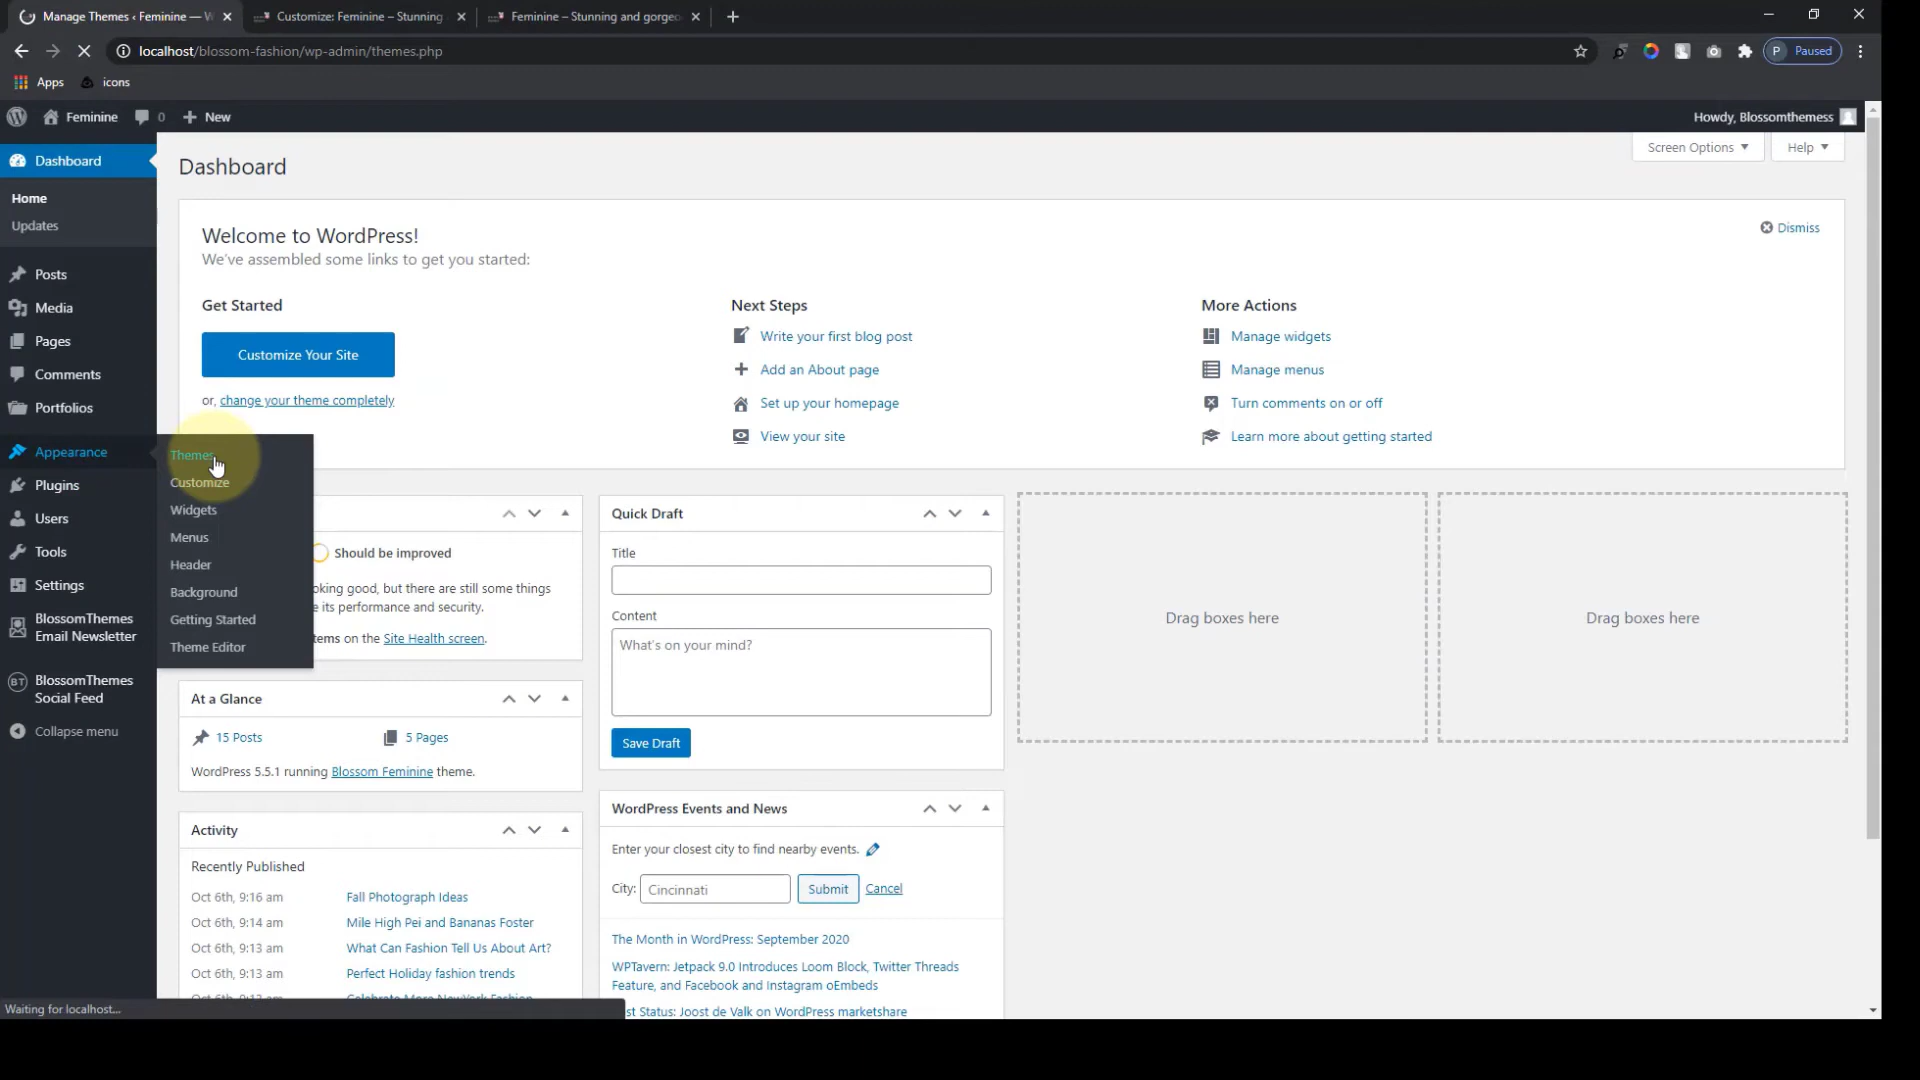 Manage Themes ‹ Feminine — W
Customize: Feminine – Stunning
Feminine – Stunning and gorgeo
localhost/blossom-fashion/wp-admin/themes.php
P Paused
Apps
icons
Feminine
0
New
Howdy, Blossomthemess
Dashboard
Home
Updates
Posts
Media
Pages
Comments
Portfolios
Appearance
Plugins
Users
Tools
Settings
BlossomThemes
Email Newsletter
BT
BlossomThemes
Social Feed
Collapse menu
Themes
Customize
Widgets
Menus
Header
Background
Getting Started
Theme Editor
Dashboard
Screen Options
Help
Welcome to WordPress!
We've assembled some links to get you started:
Dismiss
Get Started
Customize Your Site
or, change your theme completely
Next Steps
Write your first blog post
Add an About page
Set up your homepage
View your site
More Actions
Manage widgets
Manage menus
Turn comments on or off
Learn more about getting started
Should be improved
oking good, but there are still some things
e its performance and security.
tems on the Site Health screen.
At a Glance
15 Posts
5 Pages
WordPress 5.5.1 running Blossom Feminine theme.
Activity
Recently Published
Oct 6th, 9:16 am Fall Photograph Ideas
Oct 6th, 9:14 am Mile High Pei and Bananas Foster
Oct 6th, 9:13 am What Can Fashion Tell Us About Art?
Oct 6th, 9:13 am Perfect Holiday fashion trends
Oct 6th, 9:13 am Celebrate More NewYork Fashion
Quick Draft
Title
Content
What's on your mind?
Save Draft
WordPress Events and News
Enter your closest city to find nearby events.
City: Cincinnati Submit Cancel
The Month in WordPress: September 2020
WPTavern: Jetpack 9.0 Introduces Loom Block, Twitter Threads
Feature, and Facebook and Instagram oEmbeds
st Status: Joost de Valk on WordPress marketshare
Drag boxes here
Drag boxes here
Waiting for localhost...